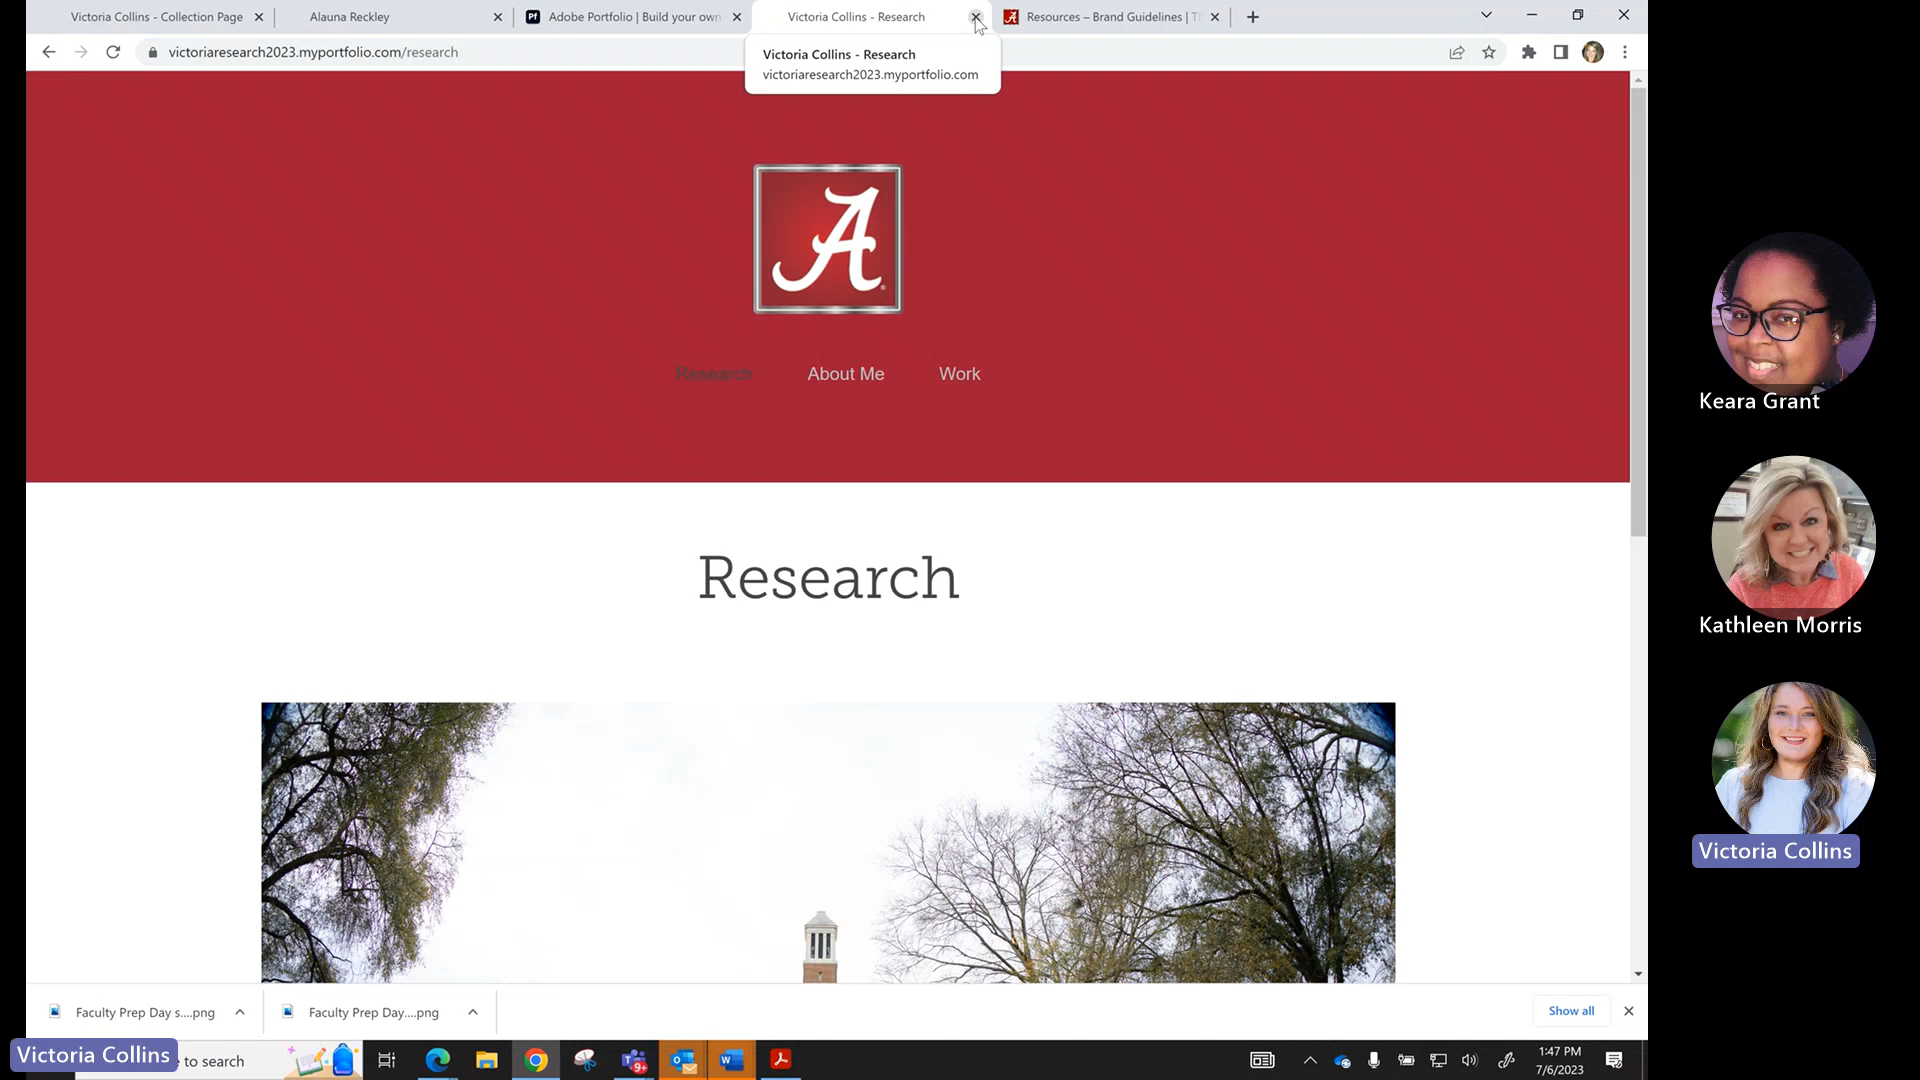 Victoria Collins - Collection Page
Alauna Reckley
Pf Adobe Portfolio | Build your own
Victoria Collins - Research
Resources – Brand Guidelines | T
victoriaresearch2023.myportfolio.com/research
Victoria Collins - Research
victoriaresearch2023.myportfolio.com
A
Research About Me Work
Research
Keara Grant
Kathleen Morris
Victoria Collins
Faculty Prep Day s....png
Faculty Prep Day....png
Show all
Victoria Collins
e to search
9+
1:47 PM
7/6/2023